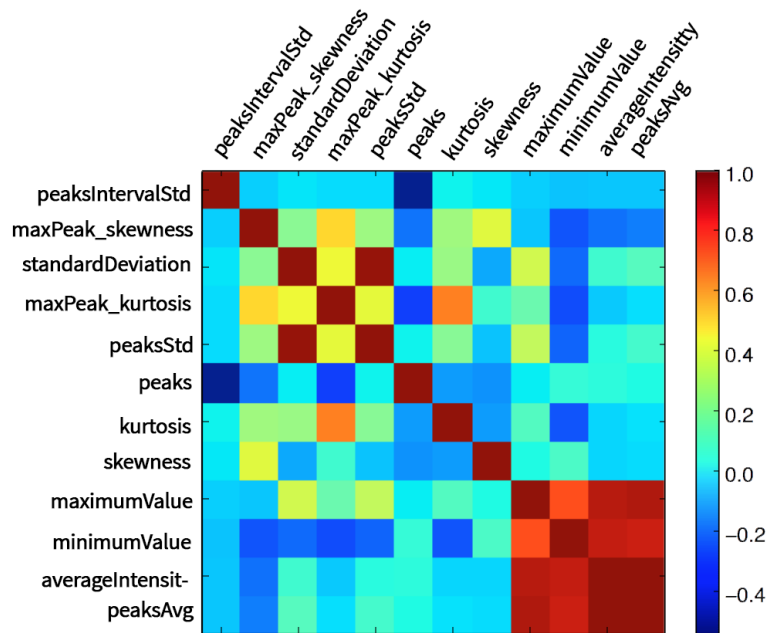 peaksIntervalStd
maxPeak_skewness
standardDeviation
maxPeak_kurtosis
peaksStd
peaks
kurtosis
skewness
maximumValue
minimumValue
averageIntensitty
peaksAvg
peaksIntervalStd
maxPeak_skewness
standardDeviation
maxPeak_kurtosis
peaksStd
peaks
kurtosis
skewness
maximumValue
minimumValue
averageIntensit-
peaksAvg
1.0
0.8
0.6
0.4
0.2
0.0
−0.2
−0.4